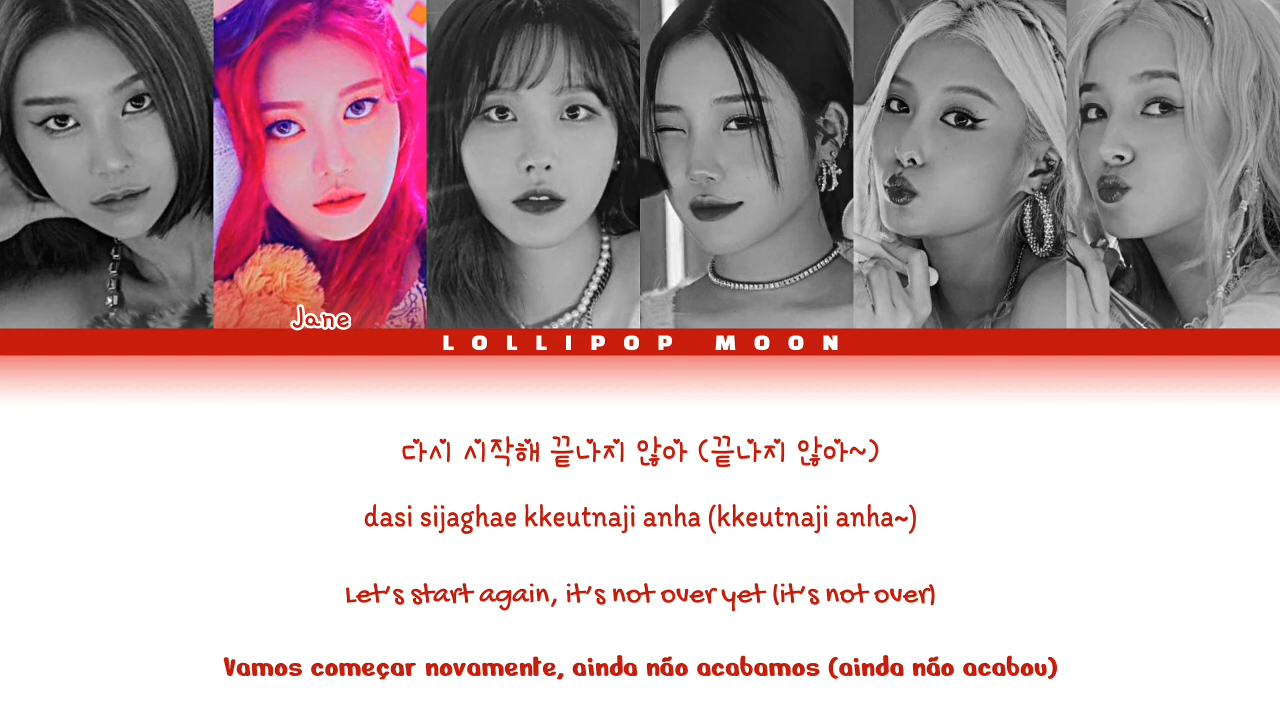 Jane
LOLLIPOP MOON
다시 시작해 끝나지 않아 (끝나지 않아~)
dasi sijaghae kkeutnaji anha (kkeutnaji anha~)
Let's start again, it's not over yet (it's not over)
Vamos começar novamente, ainda não acabamos (ainda não acabou)